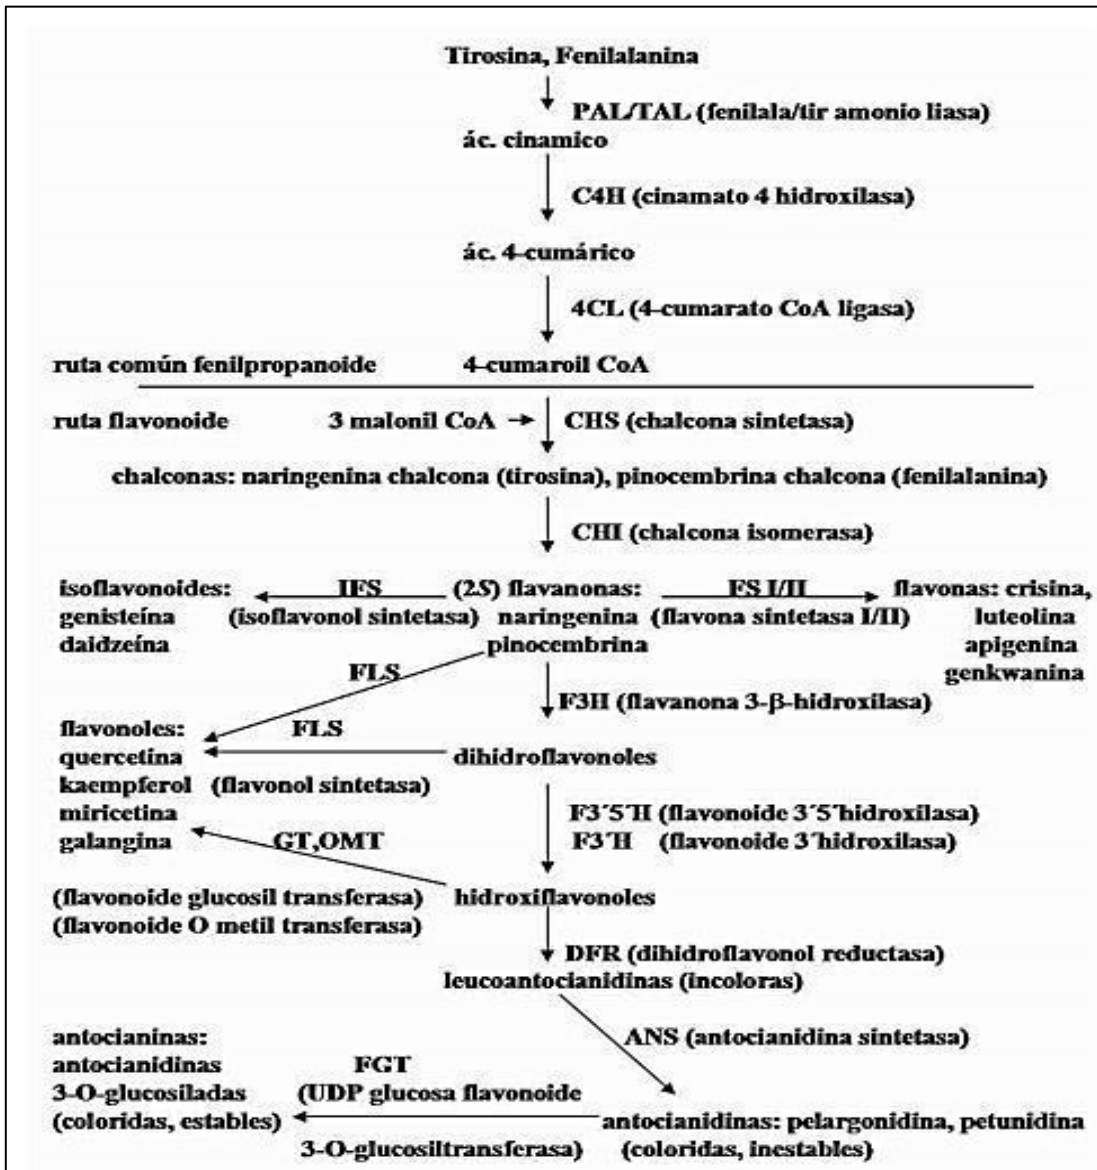 Tirosina, Fenilalanina
PAL/TAL (fenilala/tir amonio liasa)
ác. cinamico
C4H (cinamato 4 hidroxilasa)
ác. 4-cumárico
4CL (4-cumarato CoA ligasa)
ruta común fenilpropanoide 4-cumaroil CoA
ruta flavonoide 3 malonil CoA CHS (chalcona sintetasa)
chalconas: naringenina chalcona (tirosina), pinocembrina chalcona (fenilalanina)
CHI (chalcona isomerasa)
isoflavonoides: IFS (2S) flavanonas: FS I/II flavonas: crisina,
genisteína (isoflavonol sintetasa) naringenina (flavona sintetasa I/II) luteolina
daidzeína pinocembrina apigenina
FLS genkwanina
F3H (flavanona 3-β-hidroxilasa)
flavonoles: FLS
quercetína dihidroflavonoles
kaempferol (flavonol sintetasa)
miricetina F3´5´H (flavonoide 3´5´hidroxilasa)
galangina GT,OMT F3´H (flavonoide 3´hidroxilasa)
(flavonoide glucosil transferasa) hidroxiflavonoles
(flavonoide O metil transferasa)
DFR (dihidroflavonol reductasa)
leucoantocianidinas (incoloras)
antocianinas: ANS (antocianidina sintetasa)
antocianidinas FGT
3-O-glucosiladas (UDP glucosa flavonoide
(coloridas, estables) antocianidinas: pelargonidina, petunidina
3-O-glucosiltransferasa) (coloridas, inestables)